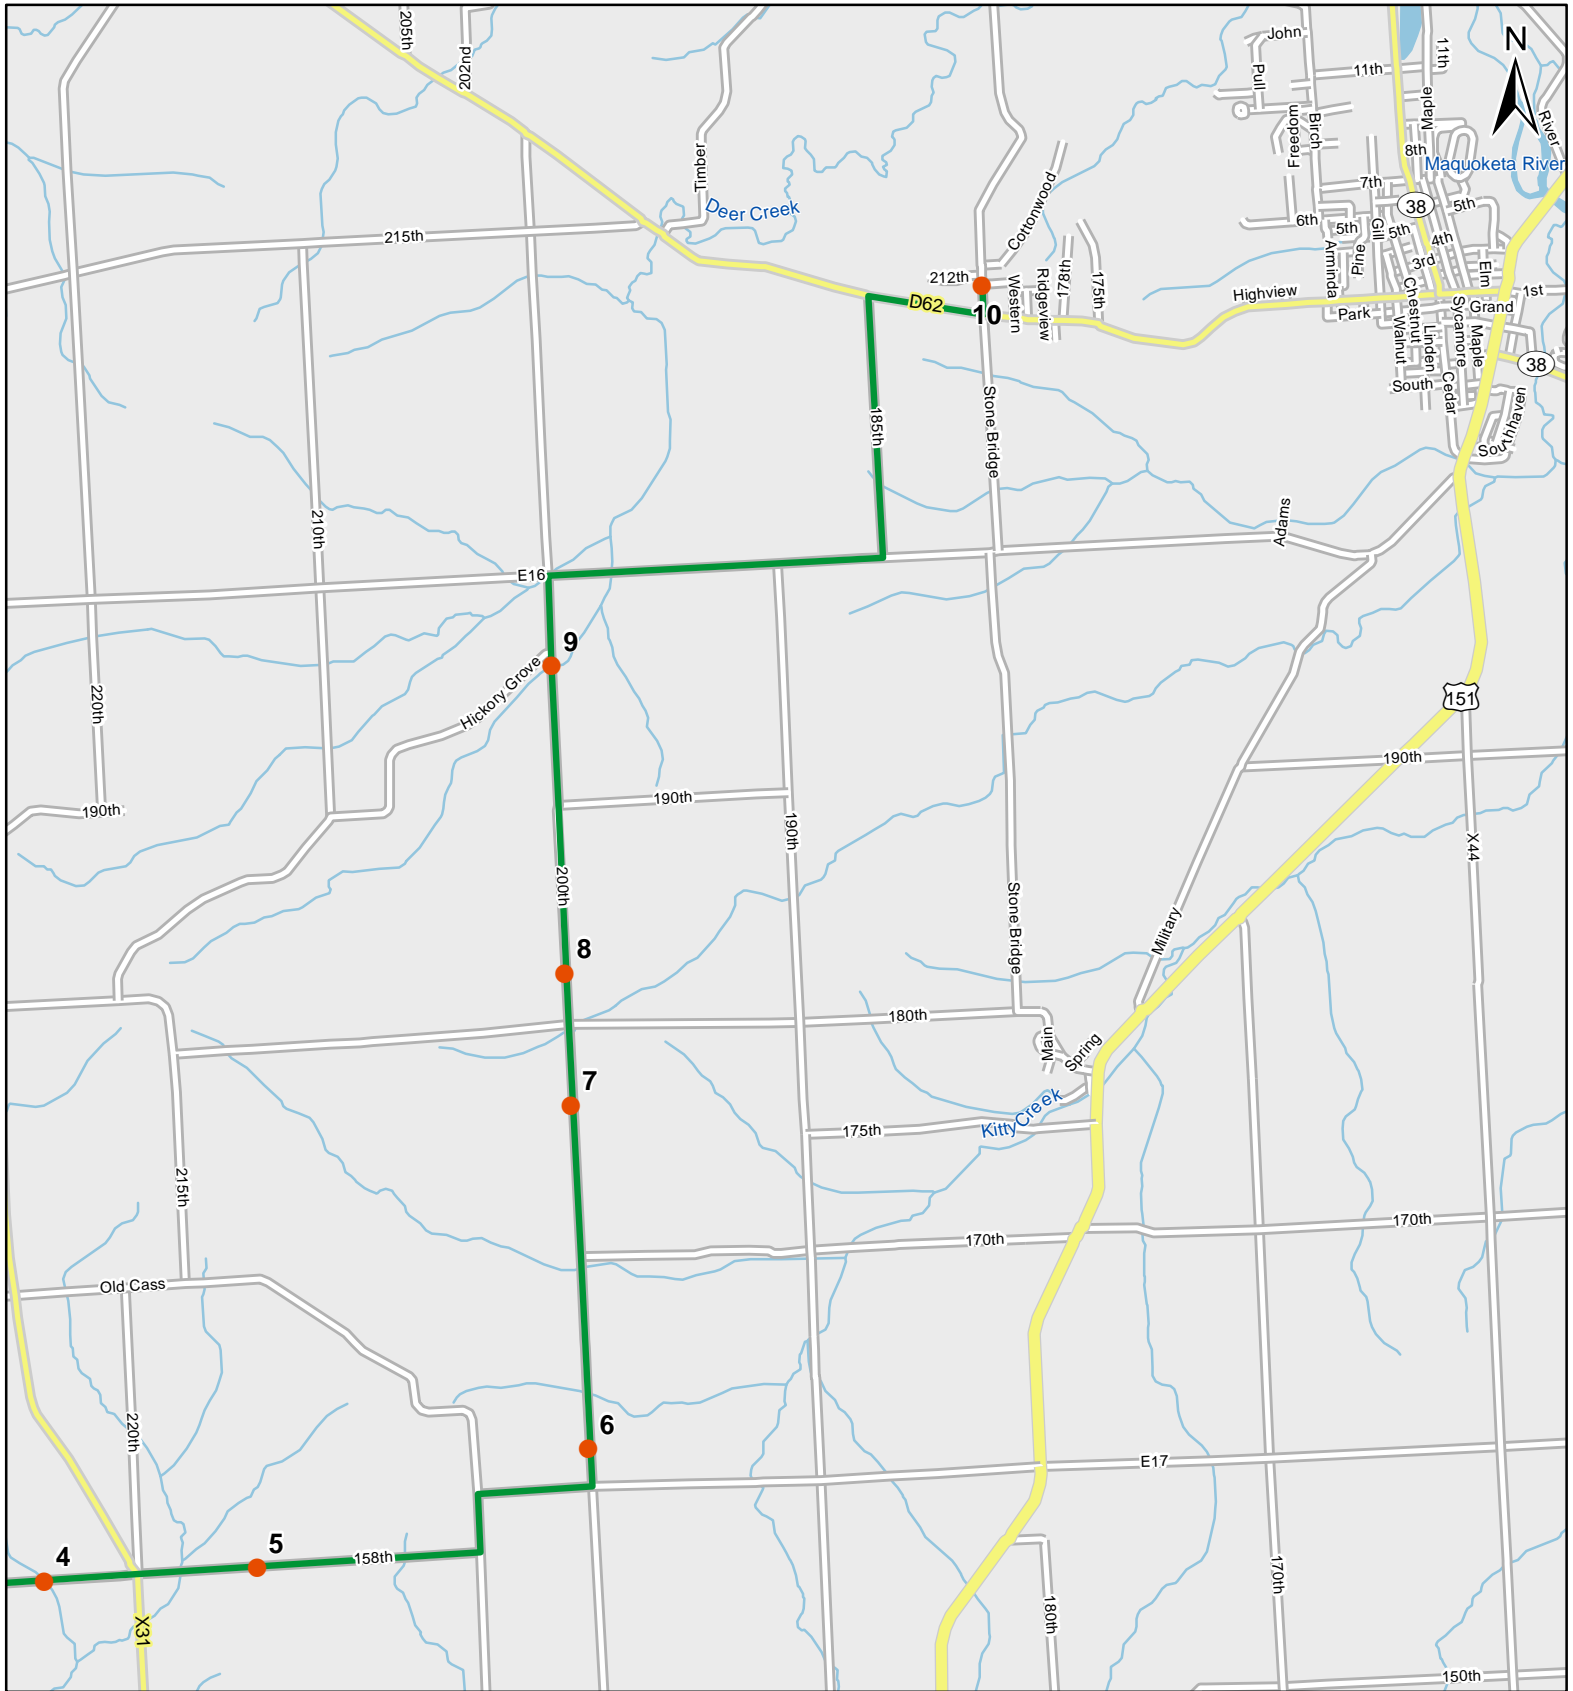 205th
202nd
John
11th
11th
N
Pull
Maple
Freedom
Birch
River
8th
Maquoketa River
Timber
7th
Deer Creek
Cottonwood
38
5th
6th
5th
Gill
5th
4th
215th
Arminda
Pine
3rd
212th
Western
Ridgeview
178th
175th
Elm
Highview
1st
D62
10
Park
Chestnut
Grand
Walnut
Linden
Sycamore
Maple
38
South
Cedar
185th
Stone Bridge
Southhaven
210th
Adams
E16
9
Hickory Grove
220th
151
190th
190th
190th
190th
X44
200th
Stone Bridge
Military
8
180th
Main
Spring
7
Kitty Creek
175th
215th
170th
170th
Old Cass
220th
6
E17
4
5
158th
170th
X31
180th
150th